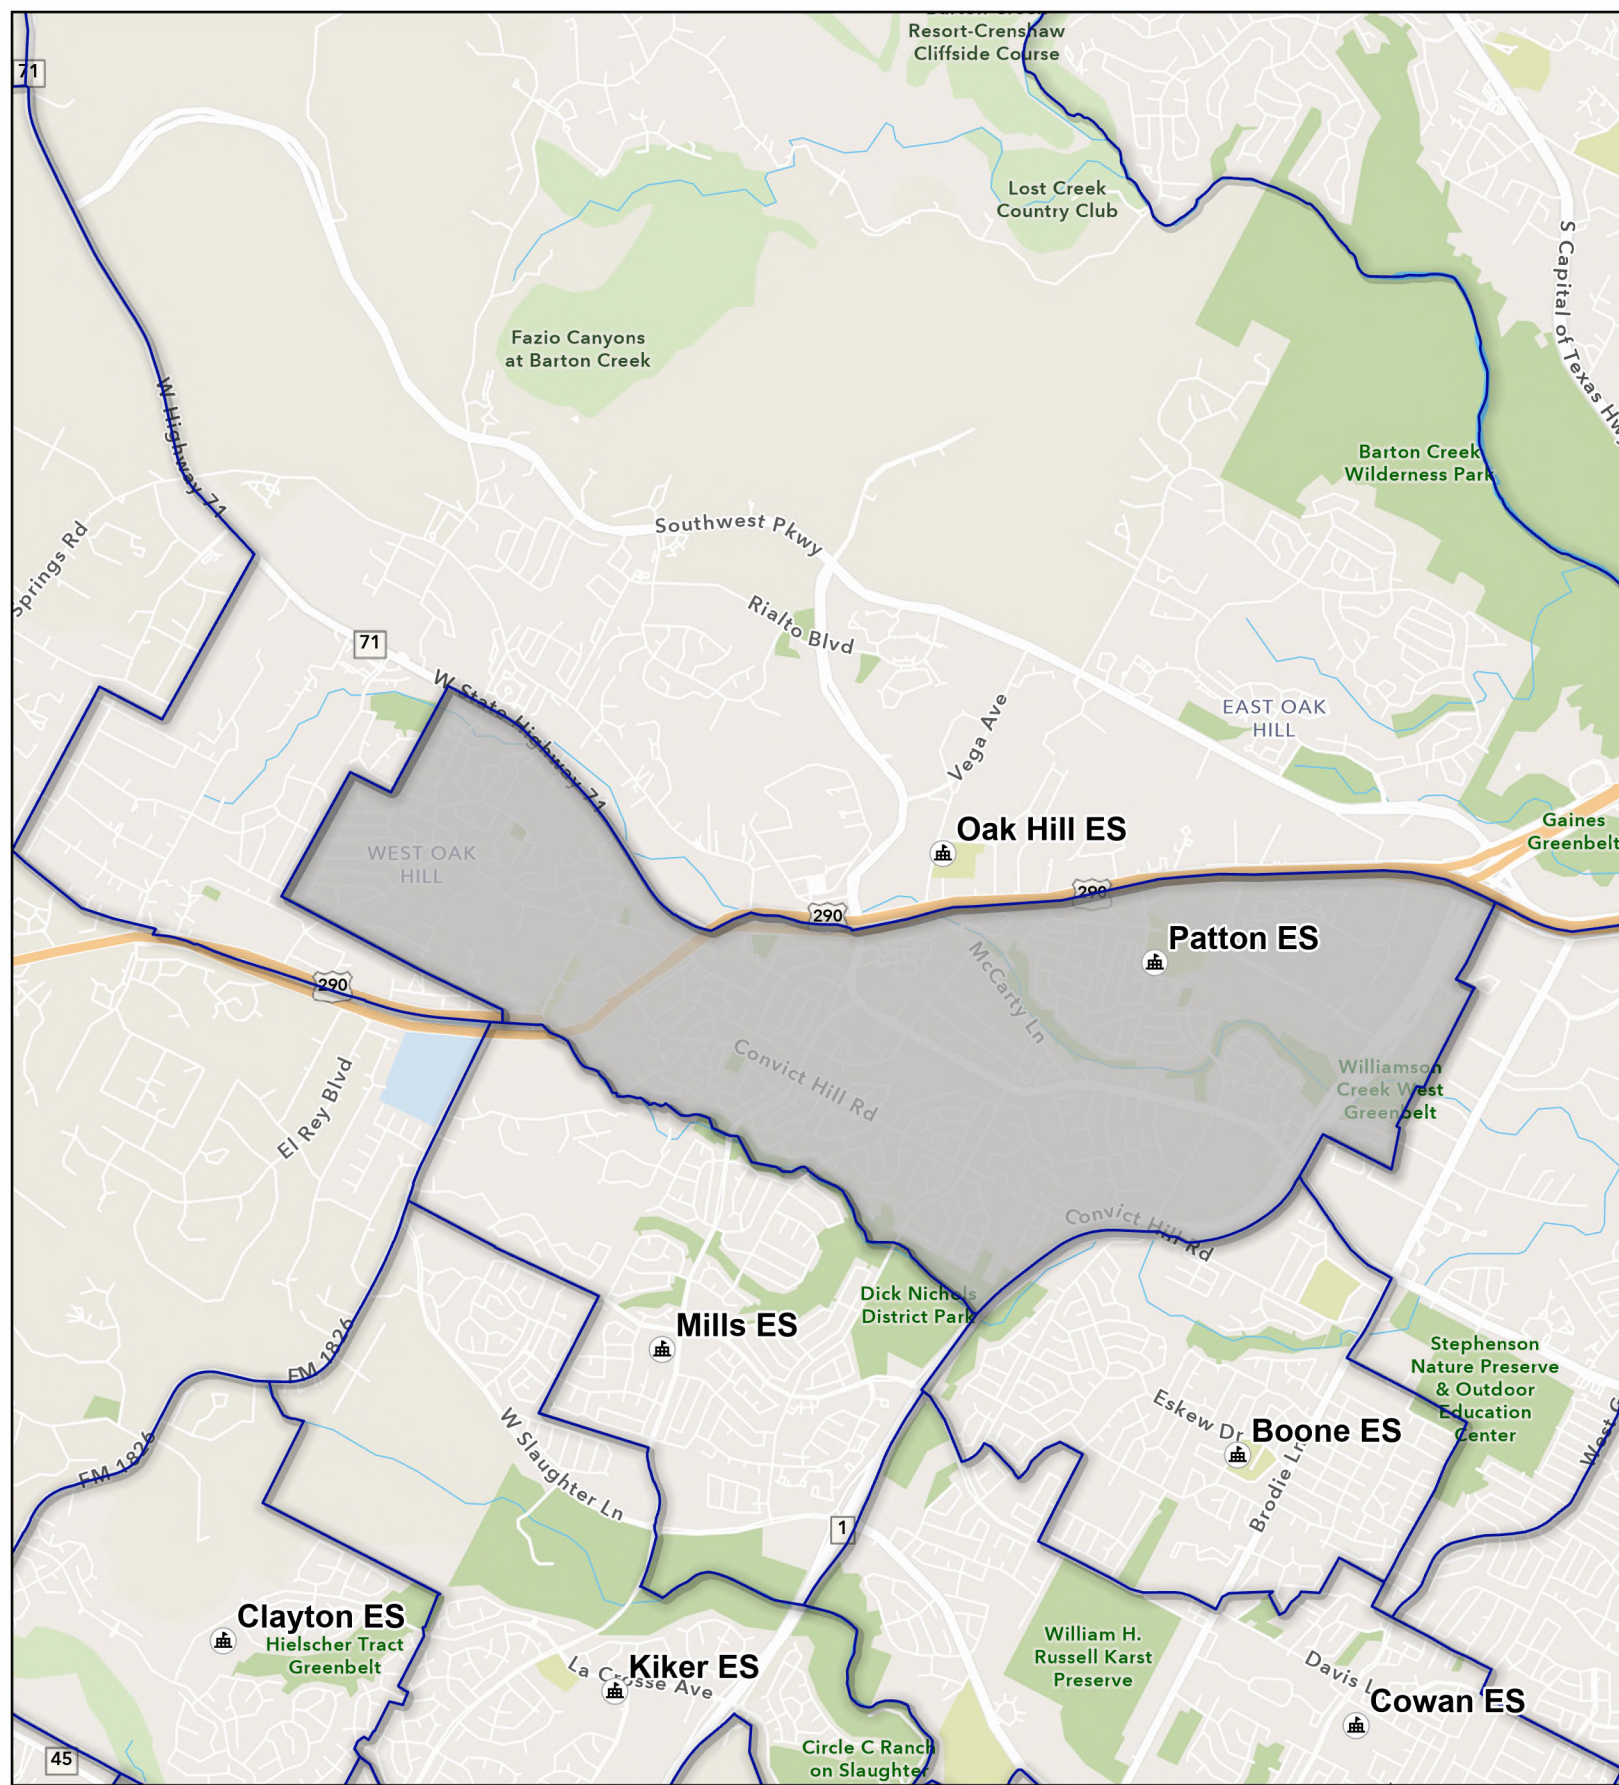 Resort-Crenshaw
Cliffside Course
71
Lost Creek
Country Club
S Capital of Texas Hwy
Fazio Canyons
at Barton Creek
W Highway 71
Barton Creek
Wilderness Park
Springs Rd
Southwest Pkwy
Rialto Blvd
71
W State Highway 71
Vega Ave
EAST OAK
HILL
Oak Hill ES
Gaines
Greenbelt
WEST OAK
HILL
290
290
Patton ES
McCarty Ln
290
Convict Hill Rd
Williamson
Creek West
Greenbelt
El Rey Blvd
Convict Hill Rd
Dick Nichols
District Park
Mills ES
FM 1826
Stephenson
Nature Preserve
& Outdoor
Education
Center
Eskew Dr
Boone ES
Brodie Ln
West G
FM 1826
W Slaughter Ln
1
Clayton ES
Hielscher Tract
Greenbelt
William H.
Russell Karst
Preserve
Kiker ES
La Crosse Ave
Davis L
Cowan ES
45
Circle C Ranch
on Slaughter